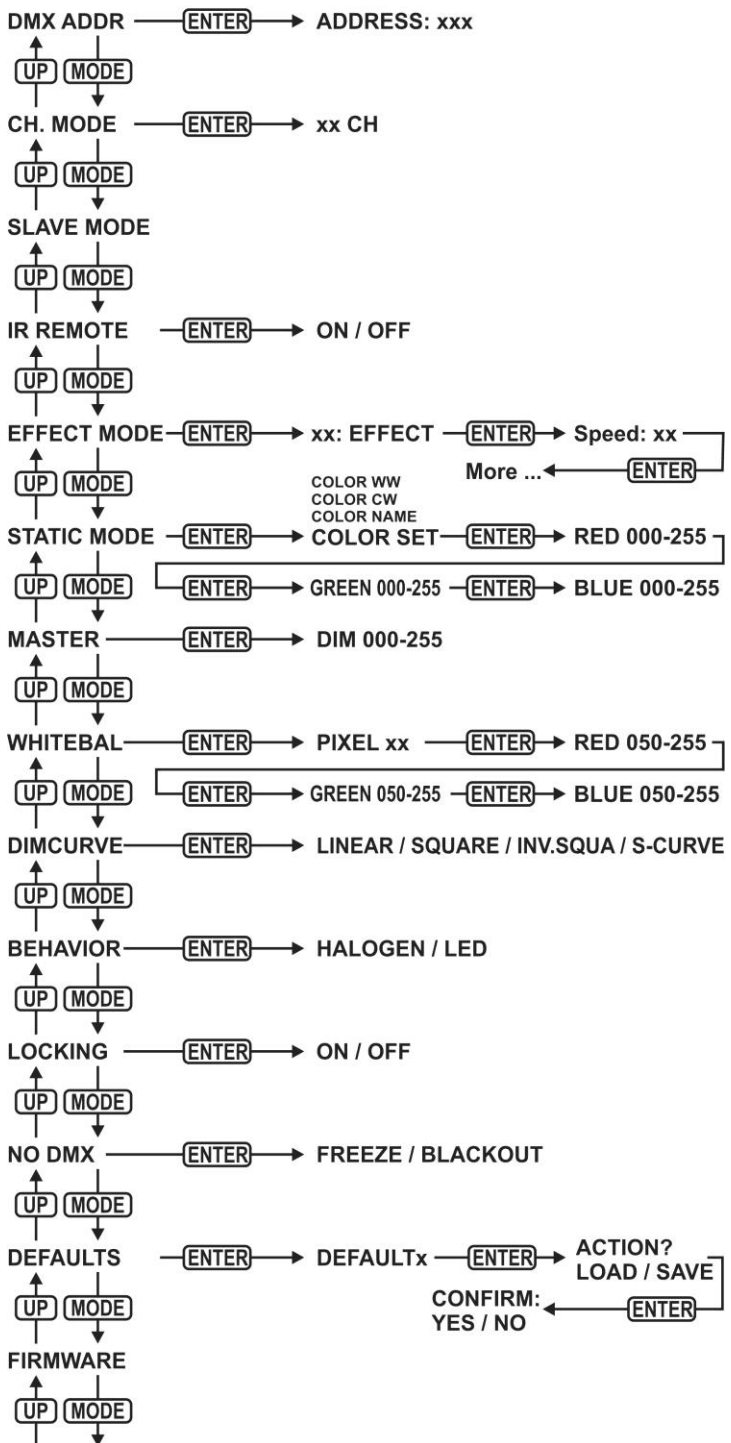 DMX ADDR ENTER ADDRESS: xxx
UP MODE
CH. MODE ENTER xx CH
UP MODE
SLAVE MODE
UP MODE
IR REMOTE ENTER ON / OFF
UP MODE
EFFECT MODE ENTER xx: EFFECT ENTER Speed: xx
More ... ENTER
UP MODE
COLOR WW
COLOR CW
COLOR NAME
STATIC MODE ENTER COLOR SET ENTER RED 000-255
UP MODE ENTER GREEN 000-255 ENTER BLUE 000-255
MASTER ENTER DIM 000-255
UP MODE
WHITEBAL ENTER PIXEL xx ENTER RED 050-255
UP MODE ENTER GREEN 050-255 ENTER BLUE 050-255
DIMCURVE ENTER LINEAR / SQUARE / INV.SQUA / S-CURVE
UP MODE
BEHAVIOR ENTER HALOGEN / LED
UP MODE
LOCKING ENTER ON / OFF
UP MODE
NO DMX ENTER FREEZE / BLACKOUT
UP MODE
DEFAULTS ENTER DEFAULTx ENTER ACTION?
LOAD / SAVE
UP MODE CONFIRM: ENTER
YES / NO
FIRMWARE
UP MODE